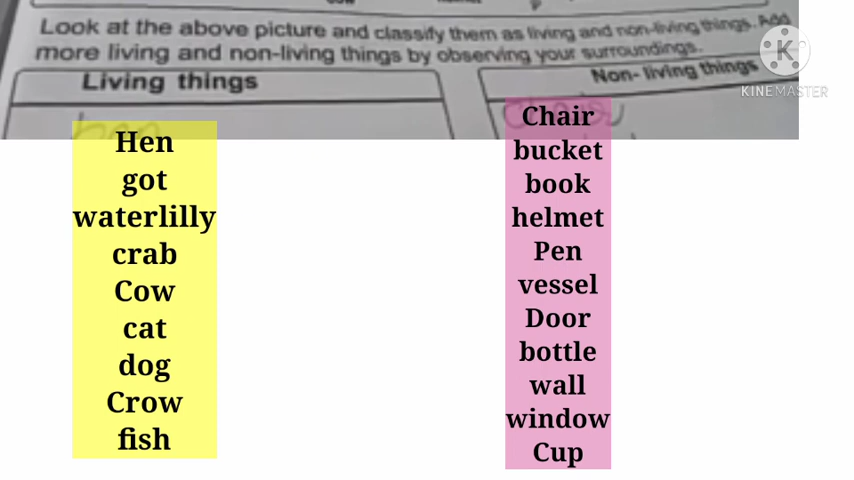 Look at the above picture and classify them as living and non-living things. Add
more living and non-living things by observing your surroundings.
Living things
Non- living things
KINEMASTER
Hen
got
waterlilly
crab
Cow
cat
dog
Crow
fish
Chair
bucket
book
helmet
Pen
vessel
Door
bottle
wall
window
Cup